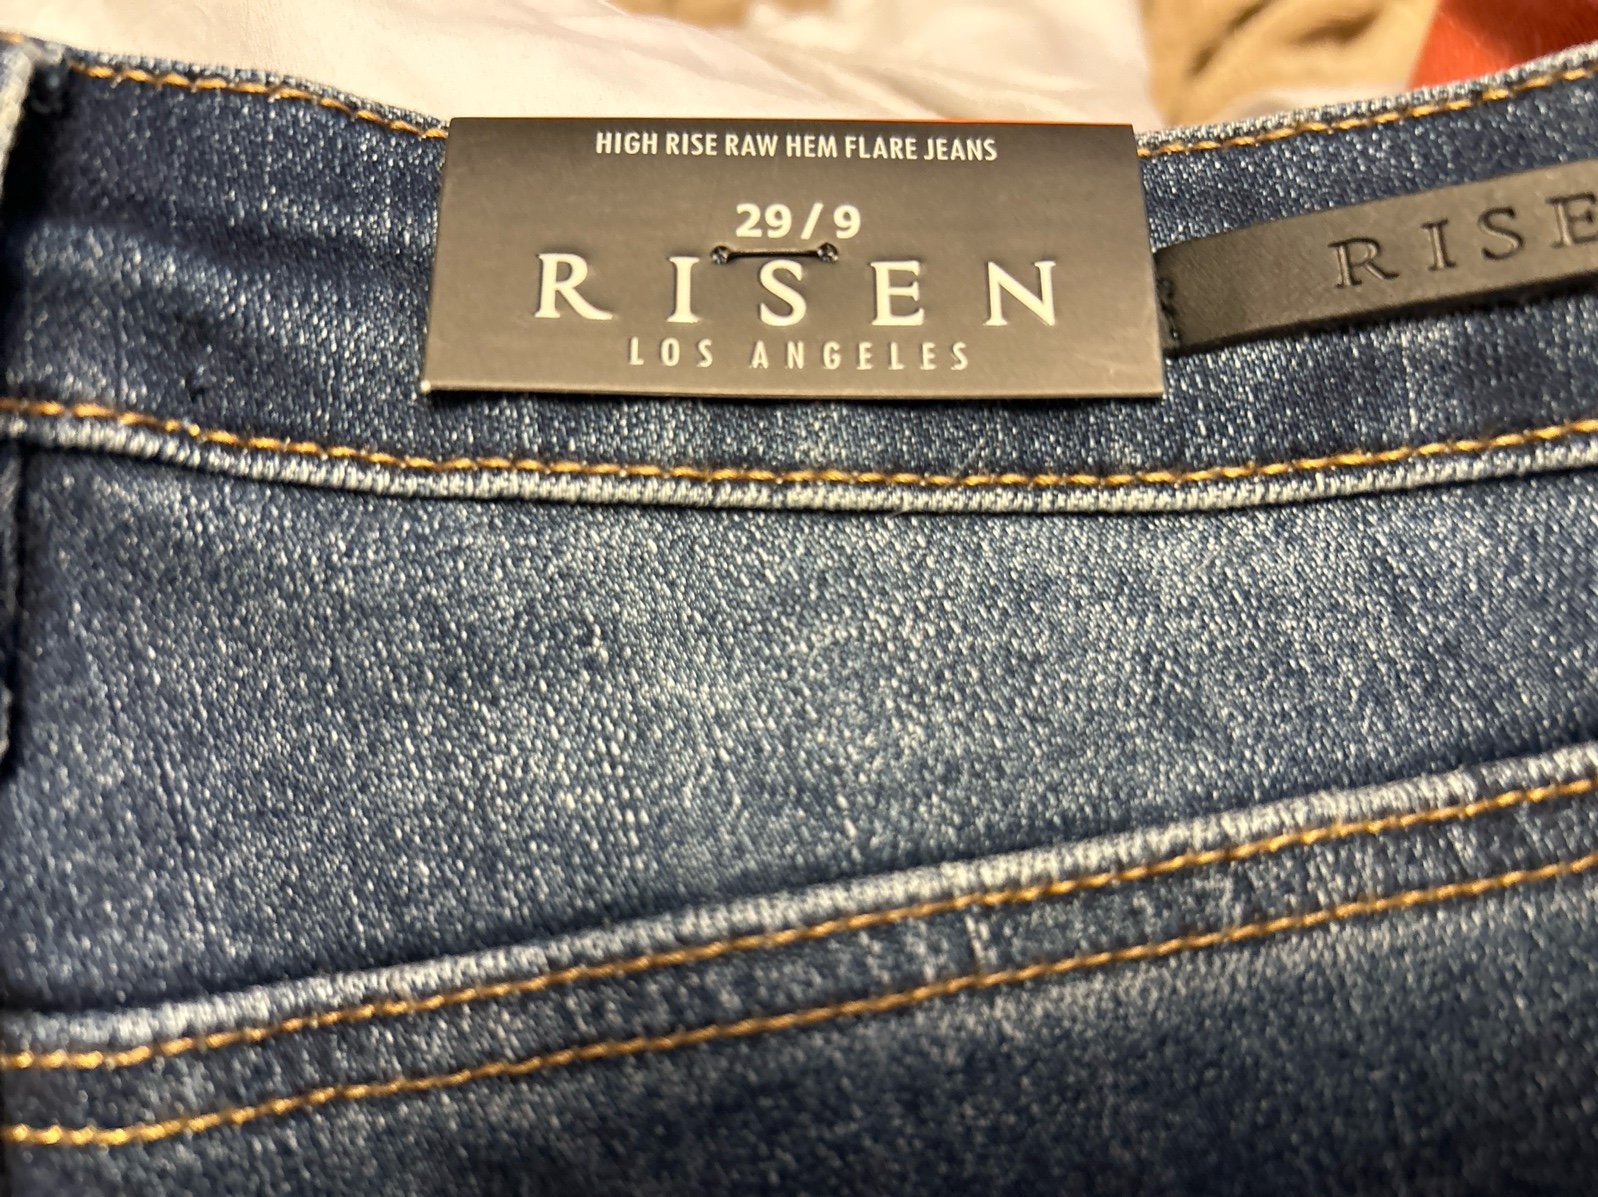 HIGH RISE RAW HEM FLARE JEANS
29 / 9
RISEN
LOS ANGELES
RISE